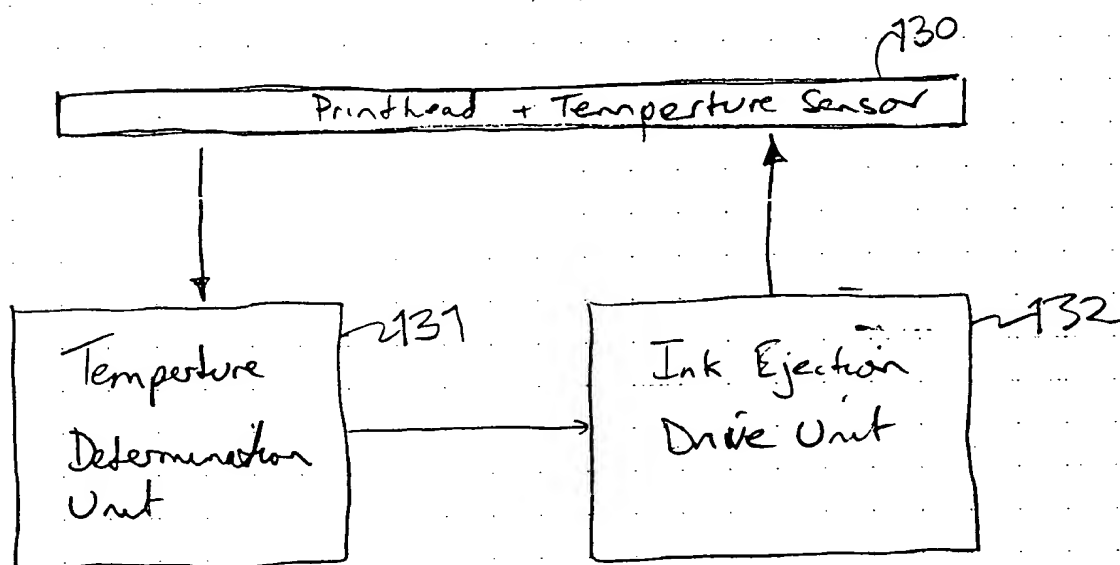 130
Printhead + Temperture Sensor
131
Temperture
Determination
Unit
132
Ink Ejection
Drive Unit